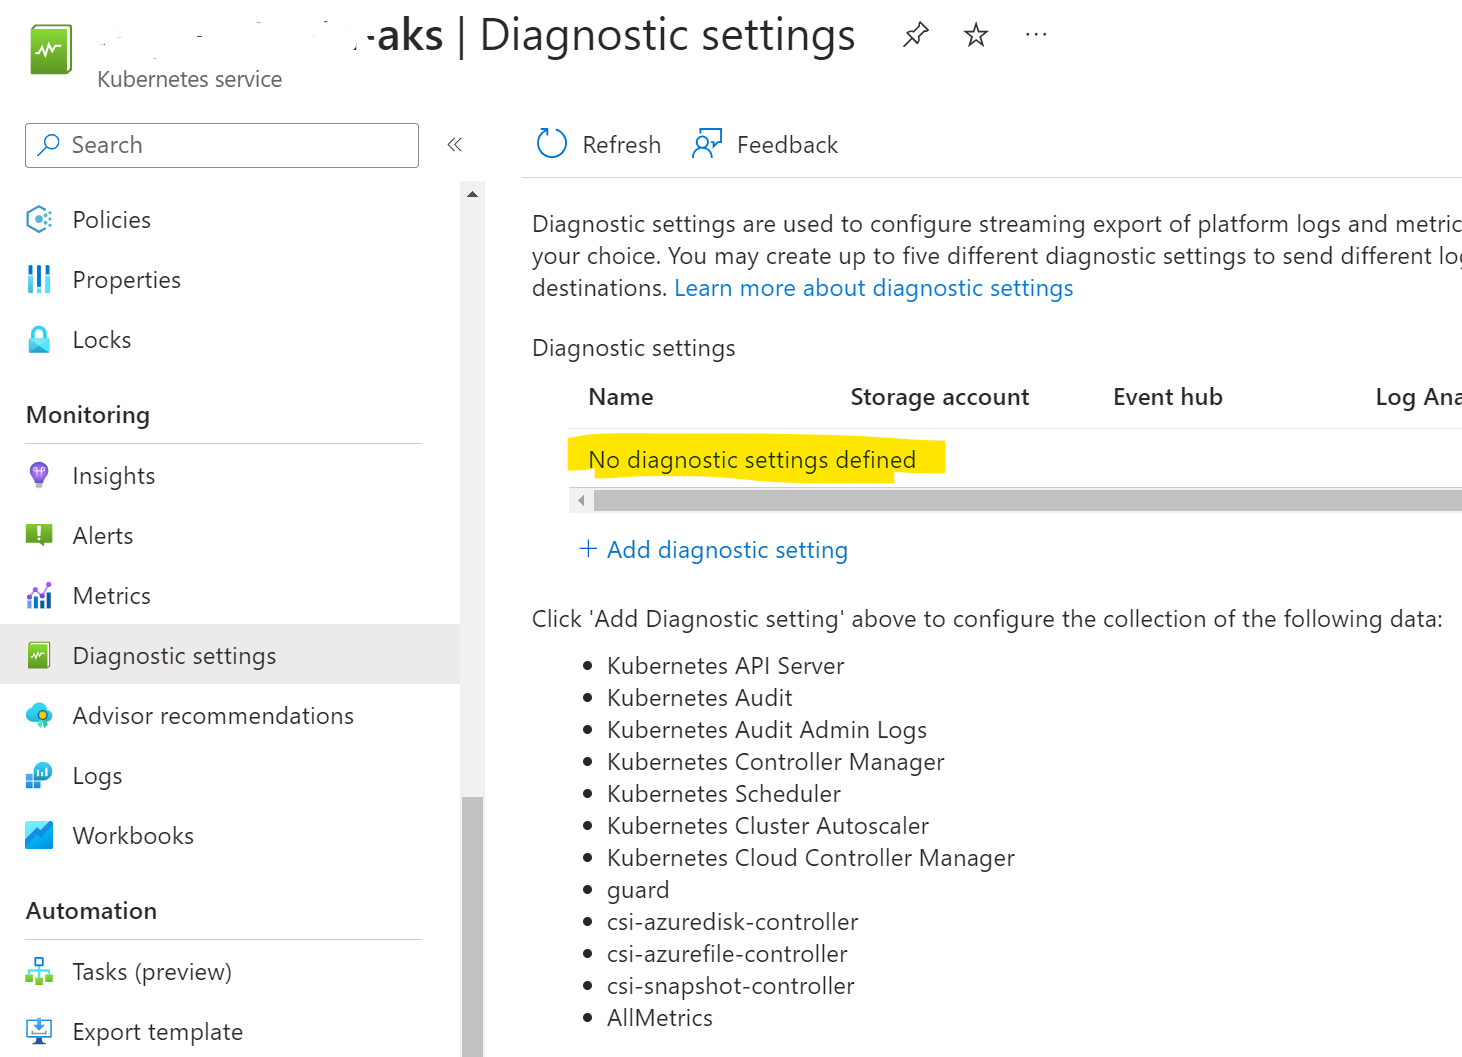 -aks | Diagnostic settings
Kubernetes service
Search
Refresh
Feedback
Policies
Properties
Locks
Monitoring
Insights
Alerts
Metrics
Diagnostic settings
Advisor recommendations
Logs
Workbooks
Automation
Tasks (preview)
Export template
Diagnostic settings are used to configure streaming export of platform logs and metric
your choice. You may create up to five different diagnostic settings to send different log
destinations. Learn more about diagnostic settings
Diagnostic settings
Name Storage account Event hub Log Ana
No diagnostic settings defined
+ Add diagnostic setting
Click 'Add Diagnostic setting' above to configure the collection of the following data:
• Kubernetes API Server
• Kubernetes Audit
• Kubernetes Audit Admin Logs
• Kubernetes Controller Manager
• Kubernetes Scheduler
• Kubernetes Cluster Autoscaler
• Kubernetes Cloud Controller Manager
• guard
• csi-azuredisk-controller
• csi-azurefile-controller
• csi-snapshot-controller
• AllMetrics